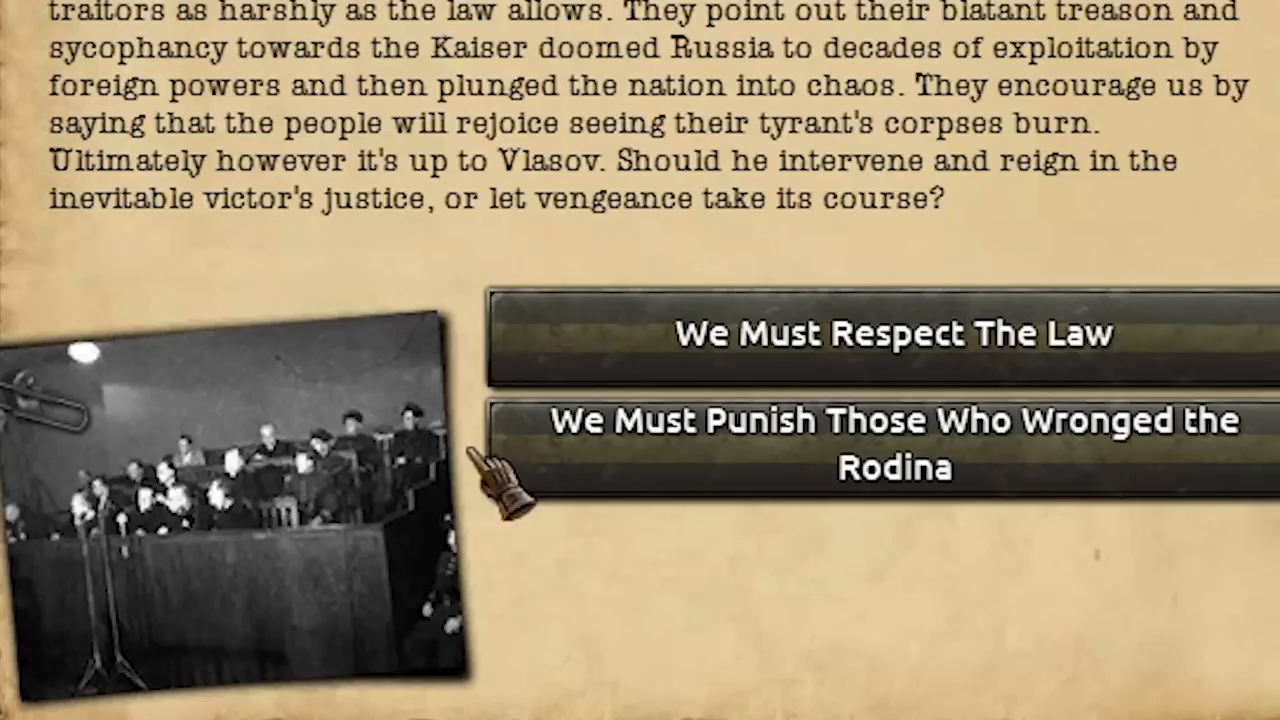 traitors as harshly as the law allows. They point out their blatant treason and
sycophancy towards the Kaiser doomed Russia to decades of exploitation by
foreign powers and then plunged the nation into chaos. They encourage us by
saying that the people will rejoice seeing their tyrant's corpses burn.
Ultimately however it's up to Vlasov. Should he intervene and reign in the
inevitable victor's justice, or let vengeance take its course?
We Must Respect The Law
We Must Punish Those Who Wronged the
Rodina